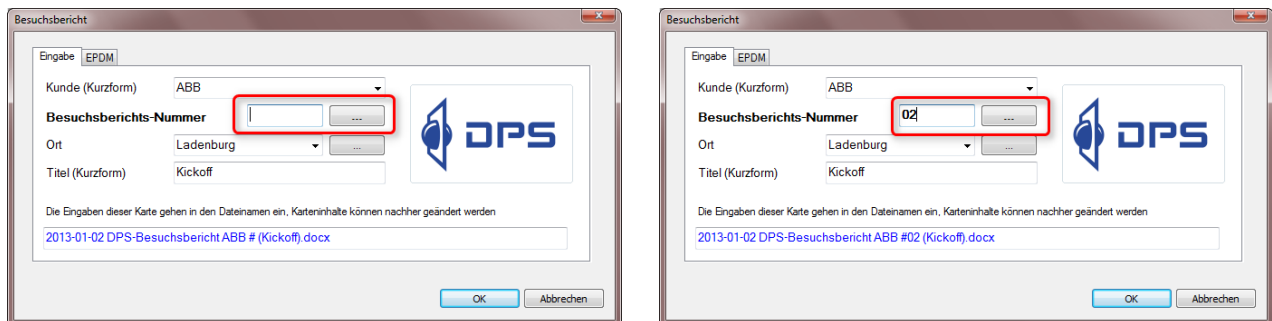 Besuchsbericht
Eingabe EPDM
Kunde (Kurzform) ABB
Besuchsberichts-Nummer ...
Ort Ladenburg ...
Titel (Kurzform) Kickoff
DPS
Die Eingaben dieser Karte gehen in den Dateinamen ein, Karteninhalte können nachher geändert werden
2013-01-02 DPS-Besuchsbericht ABB # (Kickoff).docx
OK Abbrechen
Besuchsbericht
Eingabe EPDM
Kunde (Kurzform) ABB
Besuchsberichts-Nummer 02 ...
Ort Ladenburg ...
Titel (Kurzform) Kickoff
DPS
Die Eingaben dieser Karte gehen in den Dateinamen ein, Karteninhalte können nachher geändert werden
2013-01-02 DPS-Besuchsbericht ABB #02 (Kickoff).docx
OK Abbrechen